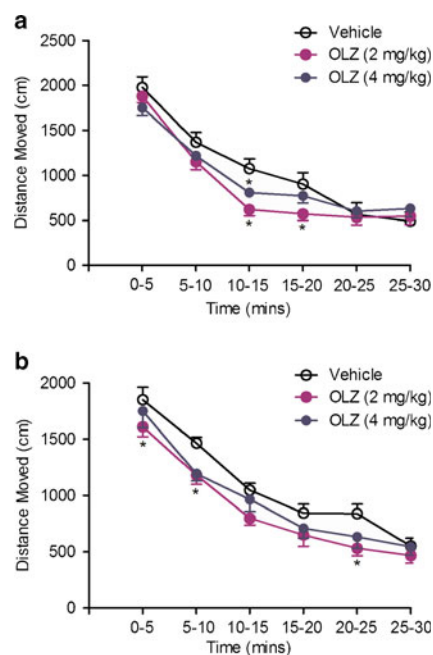 a
Vehicle
OLZ (2 mg/kg)
OLZ (4 mg/kg)
2500
2000
1500
1000
500
0
Distance Moved (cm)
*
*
*
0-5 5-10 10-15 15-20 20-25 25-30
Time (mins)
b
Vehicle
OLZ (2 mg/kg)
OLZ (4 mg/kg)
2000
1500
1000
500
0
Distance Moved (cm)
*
*
*
0-5 5-10 10-15 15-20 20-25 25-30
Time (mins)